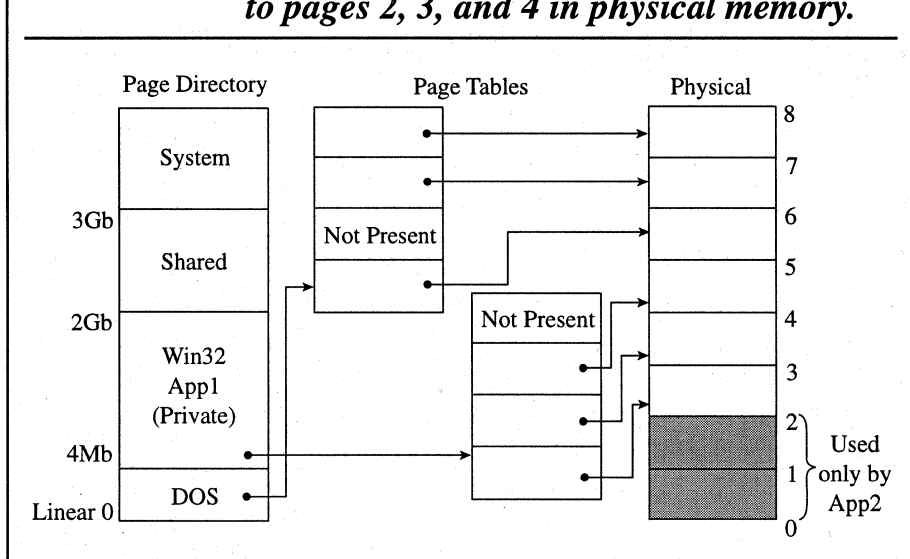 to pages 2, 3, and 4 in physical memory.
Page Directory
Page Tables
Physical
System
3Gb
Shared
2Gb
Win32
App1
(Private)
4Mb
DOS
Linear 0
Not Present
Not Present
8
7
6
5
4
3
2
1
0
Used
only by
App2